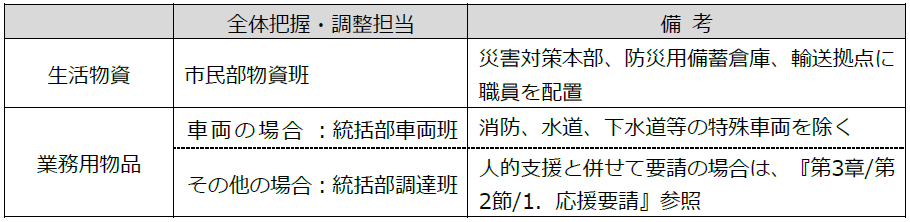 全体把握・調整担当
備 考
生活物資
市民部物資班
災害対策本部、防災用備蓄倉庫、輸送拠点に
職員を配置
業務用物品
車両の場合 ：統括部車両班
消防、水道、下水道等の特殊車両を除く
その他の場合：統括部調達班
人的支援と併せて要請の場合は、『第3章/第
2節/1. 応援要請』参照